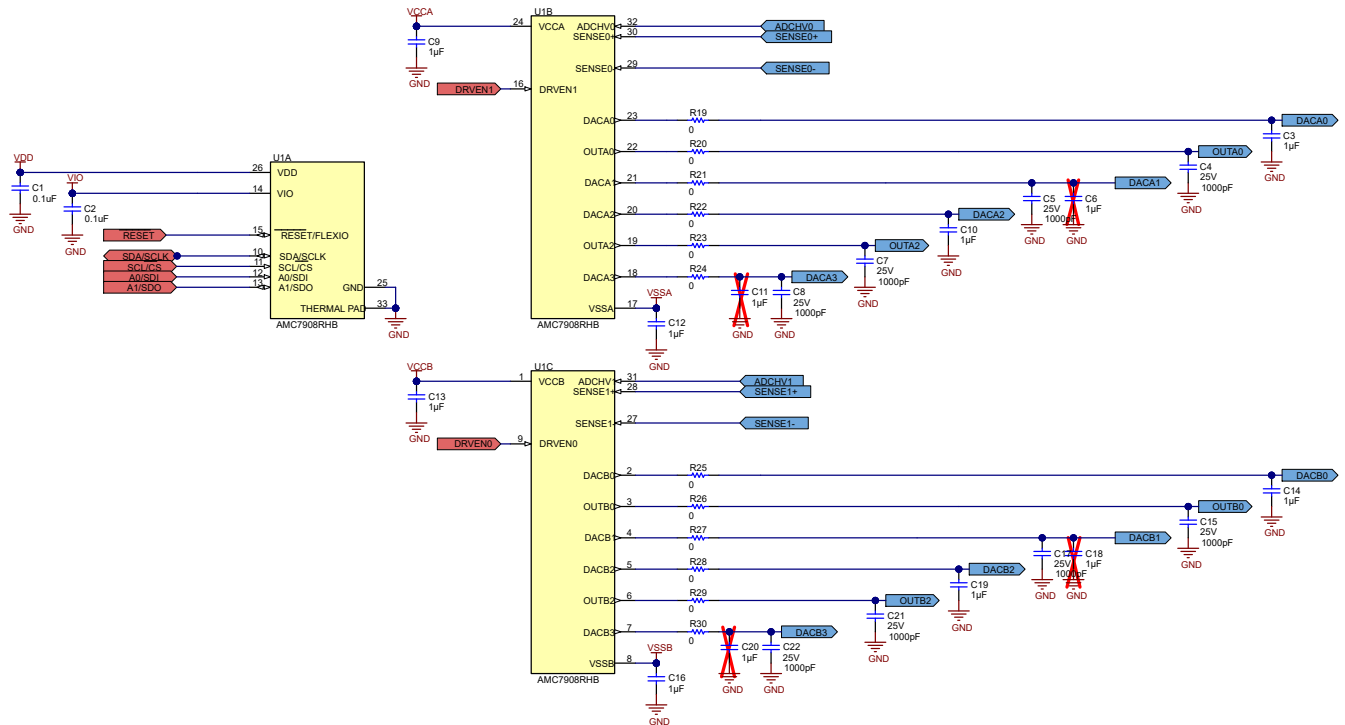 VCCA
C9
1µF
GND
DRVEN1
U1B
24
VCCA
16
DRVEN1
ADCHV0
32
SENSE0+
30
SENSE0-
29
DACA0
23
OUTA0
22
DACA1
21
DACA2
20
OUTA2
19
DACA3
18
VSSA
17
AMC7908RHB
ADCHV0
SENSE0+
SENSE0-
R19
0
DACA0
C3
1µF
GND
R20
0
OUTA0
C4
25V
1000pF
GND
R21
0
DACA1
C5
25V
1000pF
GND
C6
1µF
GND
R22
0
DACA2
C10
1µF
GND
R23
0
OUTA2
C7
25V
1000pF
GND
R24
0
DACA3
C11
1µF
GND
C8
25V
1000pF
GND
VSSA
C12
1µF
GND
VDD
C1
0.1uF
GND
VIO
C2
0.1uF
GND
RESET
SDA/SCLK
SCL/CS
A0/SDI
A1/SDO
U1A
26
VDD
14
VIO
15
RESET/FLEXIO
10
SDA/SCLK
11
SCL/CS
12
A0/SDI
13
A1/SDO
GND
25
THERMAL PAD
33
AMC7908RHB
GND
VCCB
C13
1µF
GND
DRVEN0
U1C
1
VCCB
9
DRVEN0
ADCHV1
31
SENSE1+
28
SENSE1-
27
DACB0
2
OUTB0
3
DACB1
4
DACB2
5
OUTB2
6
DACB3
7
VSSB
8
AMC7908RHB
ADCHV1
SENSE1+
SENSE1-
R25
0
DACB0
C14
1µF
GND
R26
0
OUTB0
C15
25V
1000pF
GND
R27
0
DACB1
C17
25V
1000pF
GND
C18
1µF
GND
R28
0
DACB2
C19
1µF
GND
R29
0
OUTB2
C21
25V
1000pF
GND
R30
0
DACB3
C20
1µF
GND
C22
25V
1000pF
GND
VSSB
C16
1µF
GND